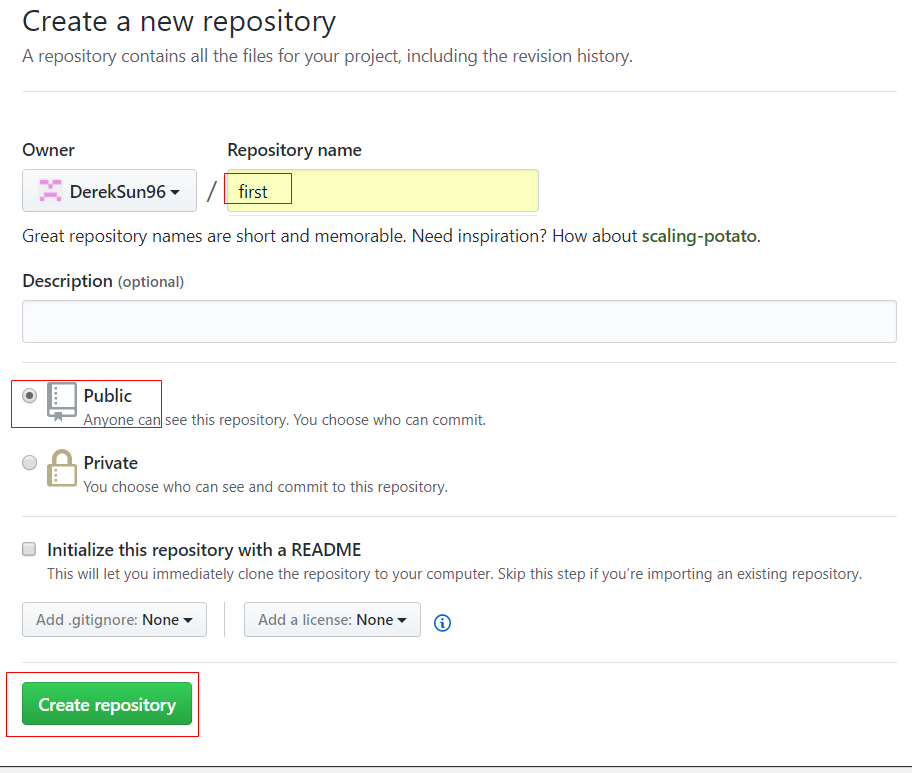 Create a new repository
A repository contains all the files for your project, including the revision history.
Owner
Repository name
DerekSun96 / first
Great repository names are short and memorable. Need inspiration? How about scaling-potato.
Description (optional)
Public
Anyone can see this repository. You choose who can commit.
Private
You choose who can see and commit to this repository.
Initialize this repository with a README
This will let you immediately clone the repository to your computer. Skip this step if you’re importing an existing repository.
Add .gitignore: None
Add a license: None
Create repository